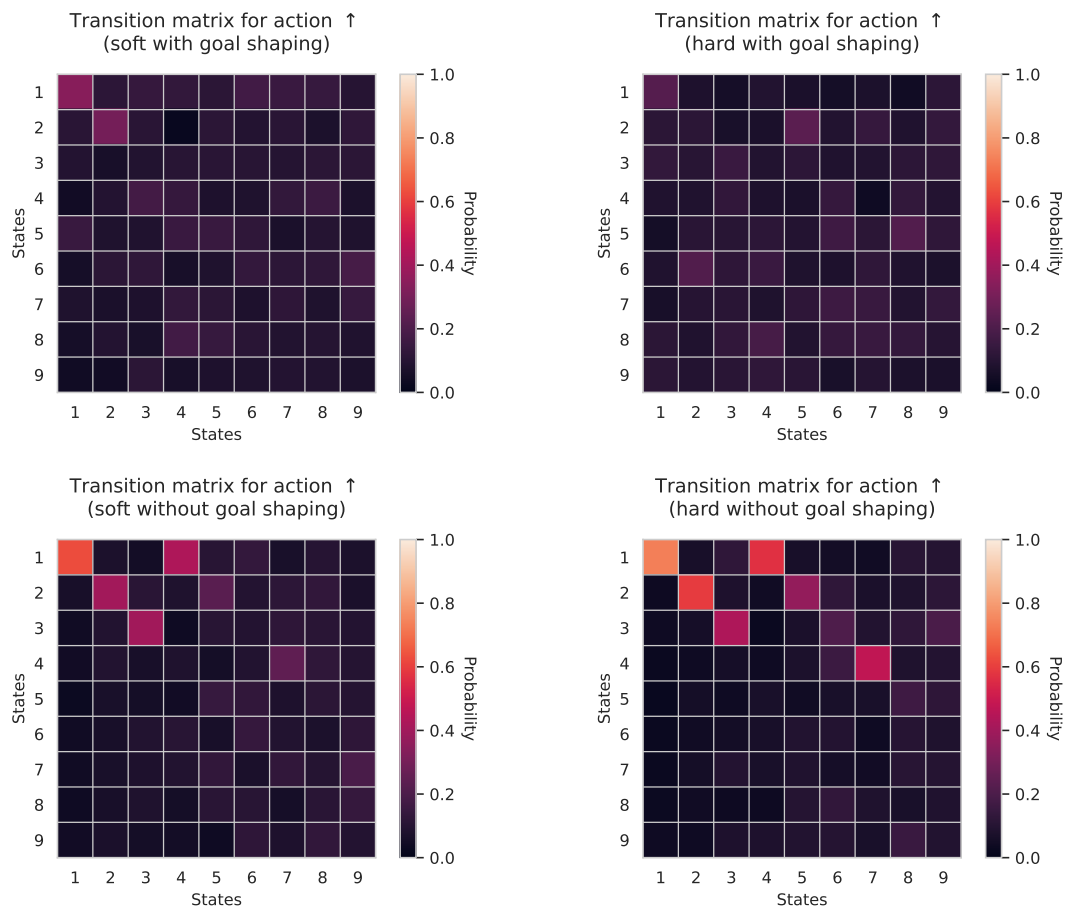 Transition matrix for action ↑
(soft with goal shaping)
1
2
3
4
5
6
7
8
9
States
1 2 3 4 5 6 7 8 9
States
1.0
0.8
0.6
0.4
0.2
0.0
Probability
Transition matrix for action ↑
(hard with goal shaping)
1
2
3
4
5
6
7
8
9
States
1 2 3 4 5 6 7 8 9
States
1.0
0.8
0.6
0.4
0.2
0.0
Probability
Transition matrix for action ↑
(soft without goal shaping)
1
2
3
4
5
6
7
8
9
States
1 2 3 4 5 6 7 8 9
States
1.0
0.8
0.6
0.4
0.2
0.0
Probability
Transition matrix for action ↑
(hard without goal shaping)
1
2
3
4
5
6
7
8
9
States
1 2 3 4 5 6 7 8 9
States
1.0
0.8
0.6
0.4
0.2
0.0
Probability